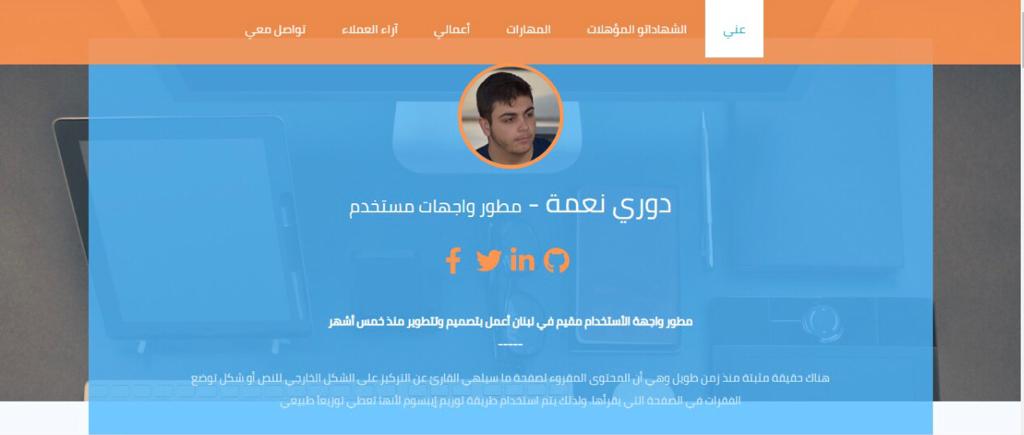 عني
الشهاداتو المؤهلات
المهارات
أعمالي
آراء العملاء
تواصل معي
دوري نعمة - مطور واجهات مستخدم
مطور واجهة الأستخدام مقيم في لبنان أعمل بتصميم وتتطوير منذ خمس أشهر
-----
هناك حقيقة مثبتة منذ زمن طويل وهي أن المحتوى المقروء لصفحة ما سيلهي القارئ عن التركيز على الشكل الخارجي للنص أو شكل توضع
الفقرات في الصفحة التي يقرأها. ولذلك يتم استخدام طريقة لوريم إيبسوم لأنها تعطي توزيعاَ طبيعي